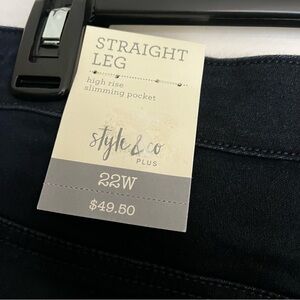 STRAIGHT
LEG
high rise
slimming pocket
style & co
PLUS
22W
$49.50